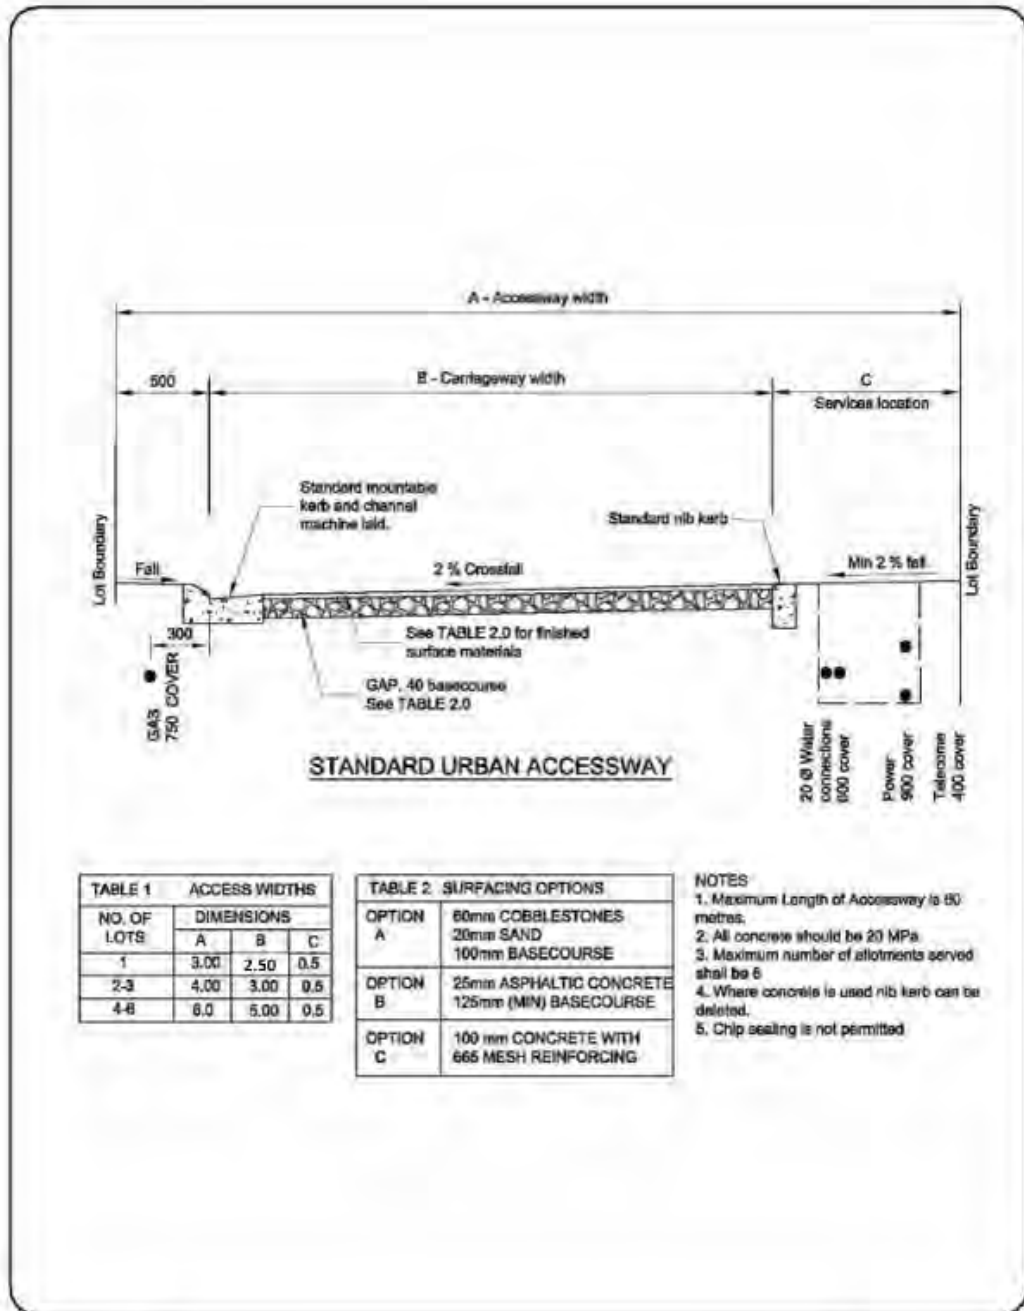 A - Accessway width
500
B - Carriageway width
C
Services location
Standard mountable
kerb and channel
machine laid.
Standard nib kerb
Lot Boundary
Lot Boundary
Fall
2 % Crossfall
Min 2 % fall
300
See TABLE 2.0 for finished
surface materials
GAP. 40 basecourse
See TABLE 2.0
GAS
750 COVER
STANDARD URBAN ACCESSWAY
20 Ø Water
connections
600 cover
Power
900 cover
Telecoms
400 cover
TABLE 1 ACCESS WIDTHS
NO. OF LOTS DIMENSIONS
A B C
1 3.00 2.50 0.5
2-3 4.00 3.00 0.5
4-6 6.0 5.00 0.5
TABLE 2 SURFACING OPTIONS
OPTION A
60mm COBBLESTONES
20mm SAND
100mm BASECOURSE
OPTION B
25mm ASPHALTIC CONCRETE
125mm (MIN) BASECOURSE
OPTION C
100 mm CONCRETE WITH
665 MESH REINFORCING
NOTES
1. Maximum Length of Accessway is
metres.
2. All concrete should be 20 MPa
3. Maximum number of allotments served
shall be 6
4. Where concrete is used nib kerb can be
deleted.
5. Chip sealing is not permitted